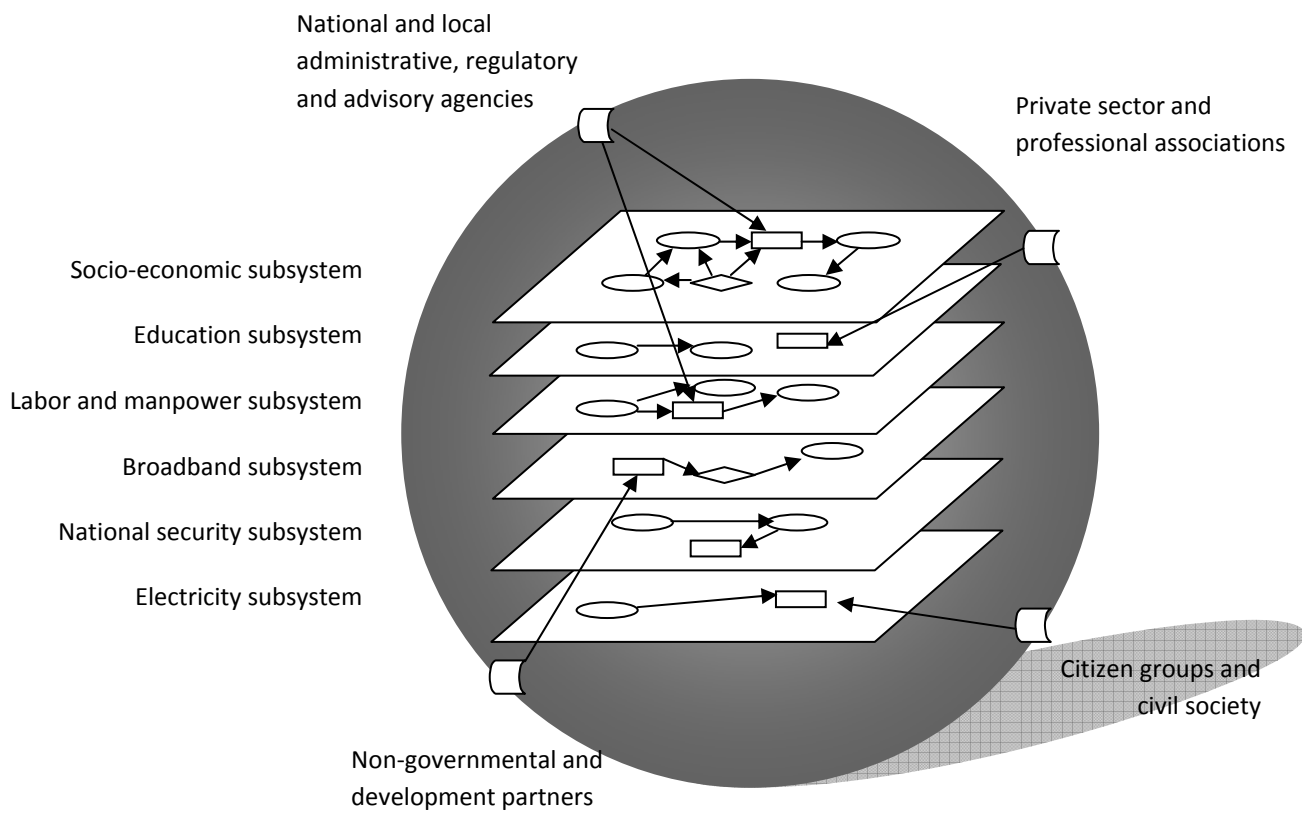 National and local
administrative, regulatory
and advisory agencies
Private sector and
professional associations
Socio-economic subsystem
Education subsystem
Labor and manpower subsystem
Broadband subsystem
National security subsystem
Electricity subsystem
Citizen groups and
civil society
Non-governmental and
development partners